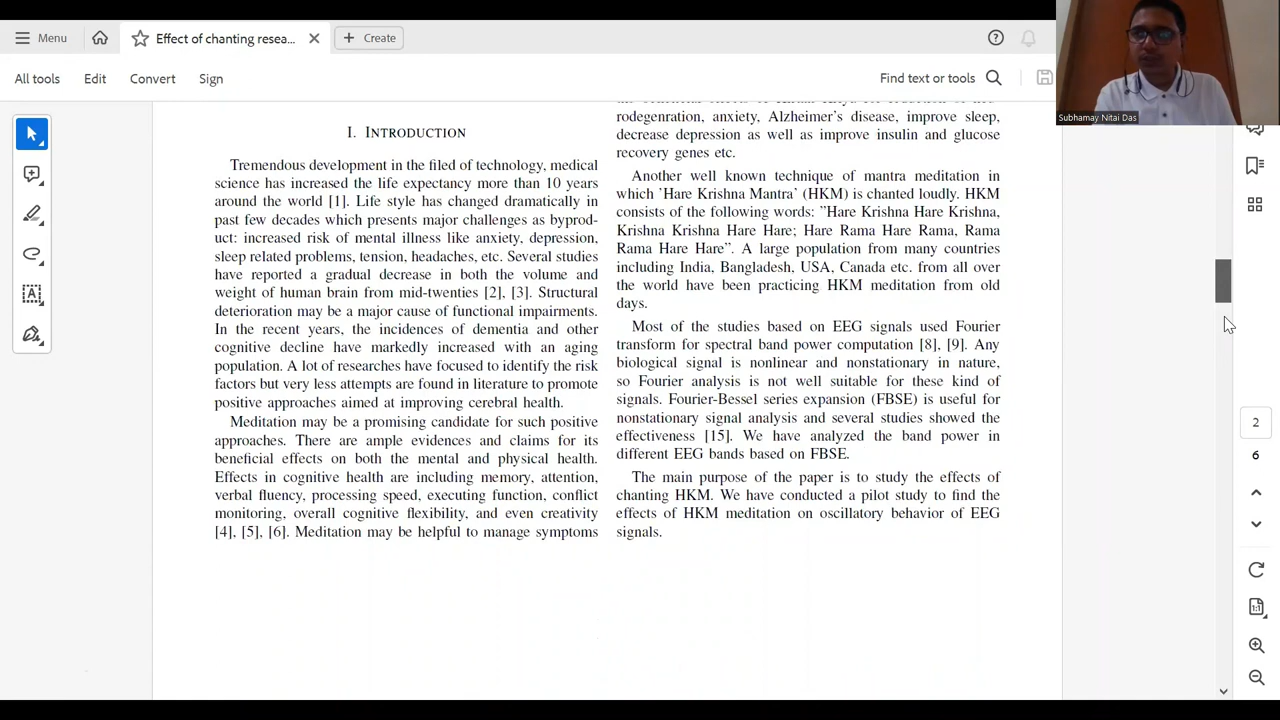 Menu
Effect of chanting resea...
Create
All tools
Edit
Convert
Sign
Find text or tools
Subhamay Nitai Das
I. INTRODUCTION
Tremendous development in the filed of technology, medical
science has increased the life expectancy more than 10 years
around the world [1]. Life style has changed dramatically in
past few decades which presents major challenges as byprod-
uct: increased risk of mental illness like anxiety, depression,
sleep related problems, tension, headaches, etc. Several studies
have reported a gradual decrease in both the volume and
weight of human brain from mid-twenties [2], [3]. Structural
deterioration may be a major cause of functional impairments.
In the recent years, the incidences of dementia and other
cognitive decline have markedly increased with an aging
population. A lot of researches have focused to identify the risk
factors but very less attempts are found in literature to promote
positive approaches aimed at improving cerebral health.
Meditation may be a promising candidate for such positive
approaches. There are ample evidences and claims for its
beneficial effects on both the mental and physical health.
Effects in cognitive health are including memory, attention,
verbal fluency, processing speed, executing function, conflict
monitoring, overall cognitive flexibility, and even creativity
[4], [5], [6]. Meditation may be helpful to manage symptoms
rodegenration, anxiety, Alzheimer's disease, improve sleep,
decrease depression as well as improve insulin and glucose
recovery genes etc.
Another well known technique of mantra meditation in
which 'Hare Krishna Mantra' (HKM) is chanted loudly. HKM
consists of the following words: "Hare Krishna Hare Krishna,
Krishna Krishna Hare Hare; Hare Rama Hare Rama, Rama
Rama Hare Hare". A large population from many countries
including India, Bangladesh, USA, Canada etc. from all over
the world have been practicing HKM meditation from old
days.
Most of the studies based on EEG signals used Fourier
transform for spectral band power computation [8], [9]. Any
biological signal is nonlinear and nonstationary in nature,
so Fourier analysis is not well suitable for these kind of
signals. Fourier-Bessel series expansion (FBSE) is useful for
nonstationary signal analysis and several studies showed the
effectiveness [15]. We have analyzed the band power in
different EEG bands based on FBSE.
The main purpose of the paper is to study the effects of
chanting HKM. We have conducted a pilot study to find the
effects of HKM meditation on oscillatory behavior of EEG
signals.
2
6
1:1